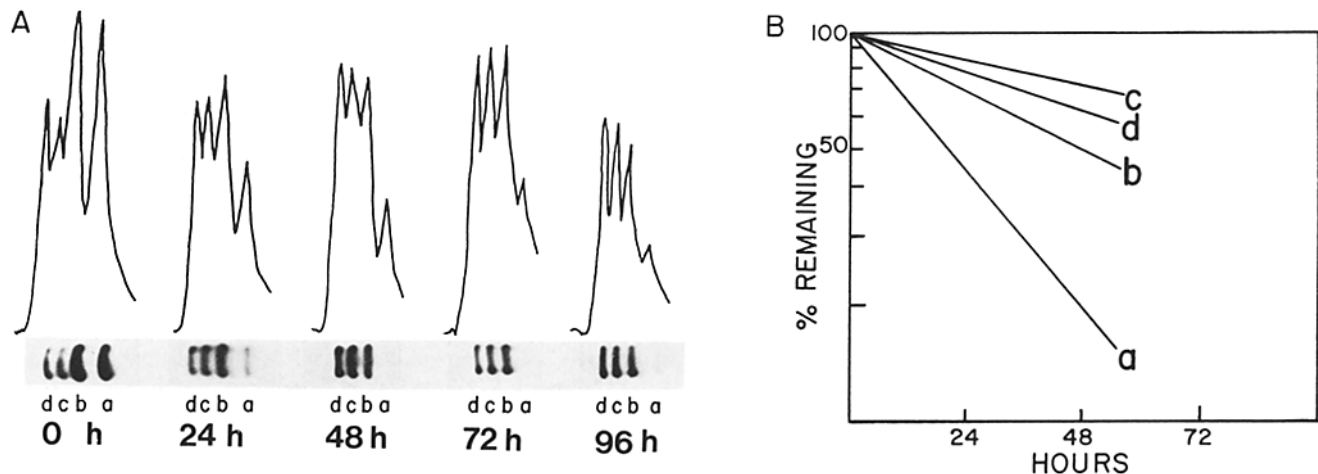 A
d c b a
0 h
d c b a
24 h
d c b a
48 h
d c b a
72 h
d c b a
96 h
B
% REMAINING
100
50
c
d
b
a
24
48
72
HOURS